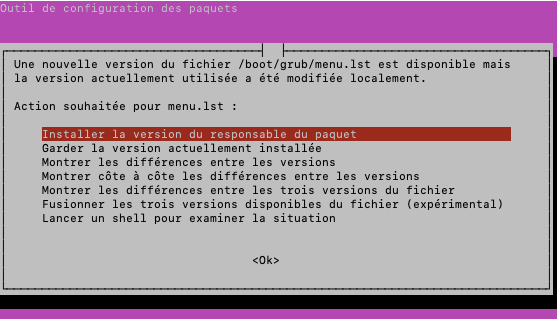 Outil de configuration des paquets
Une nouvelle version du fichier /boot/grub/menu.lst est disponible mais
la version actuellement utilisée a été modifiée localement.
Action souhaitée pour menu.lst :
Installer la version du responsable du paquet
Garder la version actuellement installée
Montrer les différences entre les versions
Montrer côte à côte les différences entre les versions
Montrer les différences entre les trois versions du fichier
Fusionner les trois versions disponibles du fichier (expérimental)
Lancer un shell pour examiner la situation
<Ok>